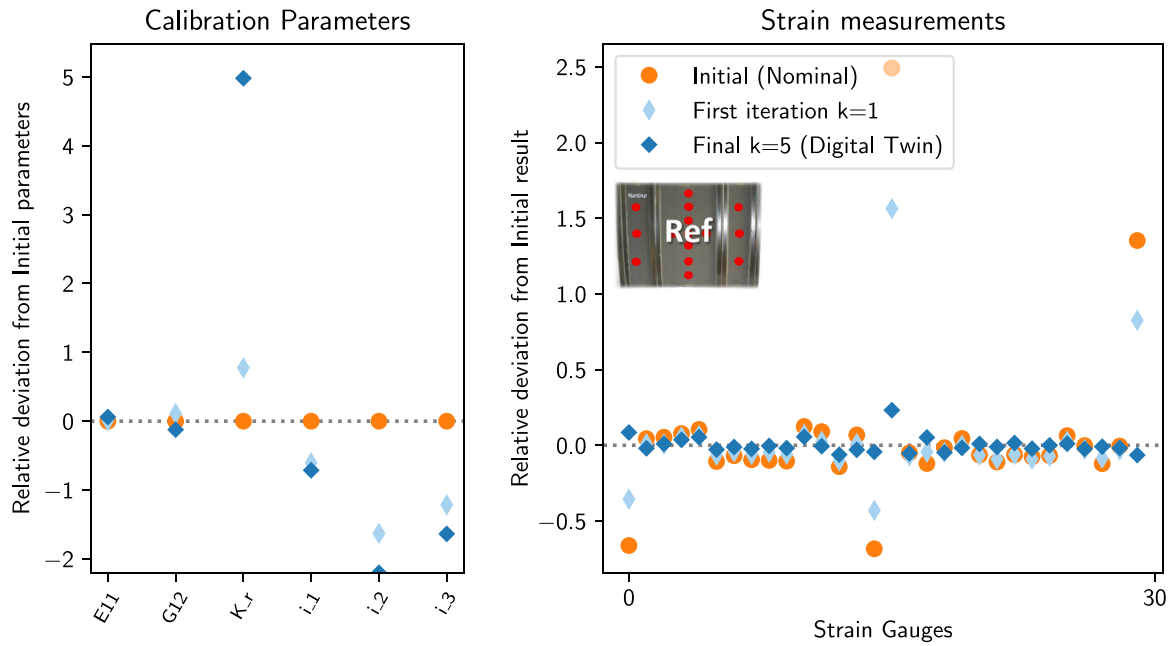 Calibration Parameters
Relative deviation from Initial parameters
5
4
3
2
1
0
−1
−2
E11
G12
K_r
i_1
i_2
i_3
Strain measurements
Relative deviation from Initial result
2.5
2.0
1.5
1.0
0.5
0.0
−0.5
Initial (Nominal)
First iteration k=1
Final k=5 (Digital Twin)
Ref
0
30
Strain Gauges